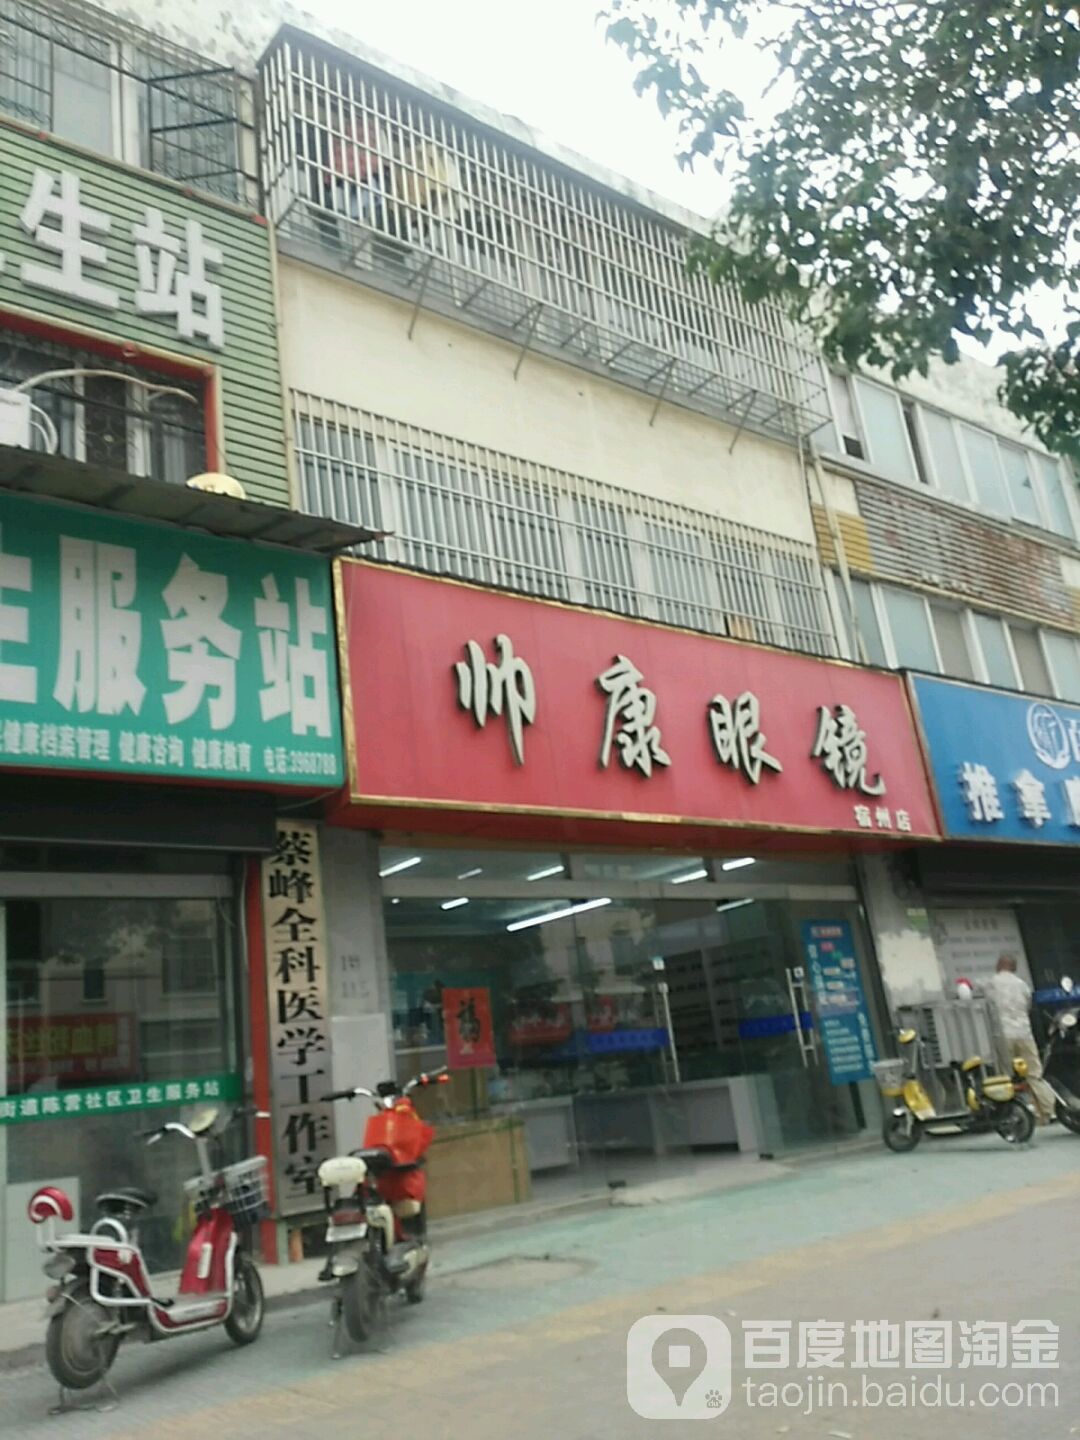 生站
生服务站
健康档案管理 健康咨询 健康教育 电话:3968788
帅康眼镜
宿州店
推拿
蔡峰全科医学工作室
福
街道陈营社区卫生服务站
百度地图淘金
taojin.baidu.com